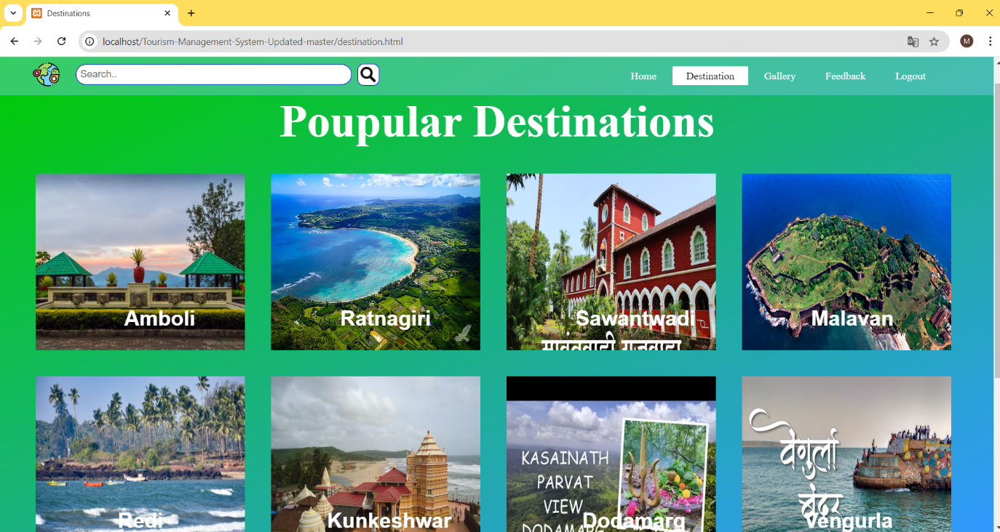 Destinations
localhost/Tourism-Management-System-Updated-master/destination.html
M
Search..
Home
Destination
Gallery
Feedback
Logout
Poupular Destinations
Amboli
Ratnagiri
Sawantwadi
सावंतवाडी राजवाडा
Malavan
Redi
Kunkeshwar
KASAINATH
PARVAT
VIEW
DODAMARG
Dodamarg
वेंगुर्ला
बंदर
Vengurla